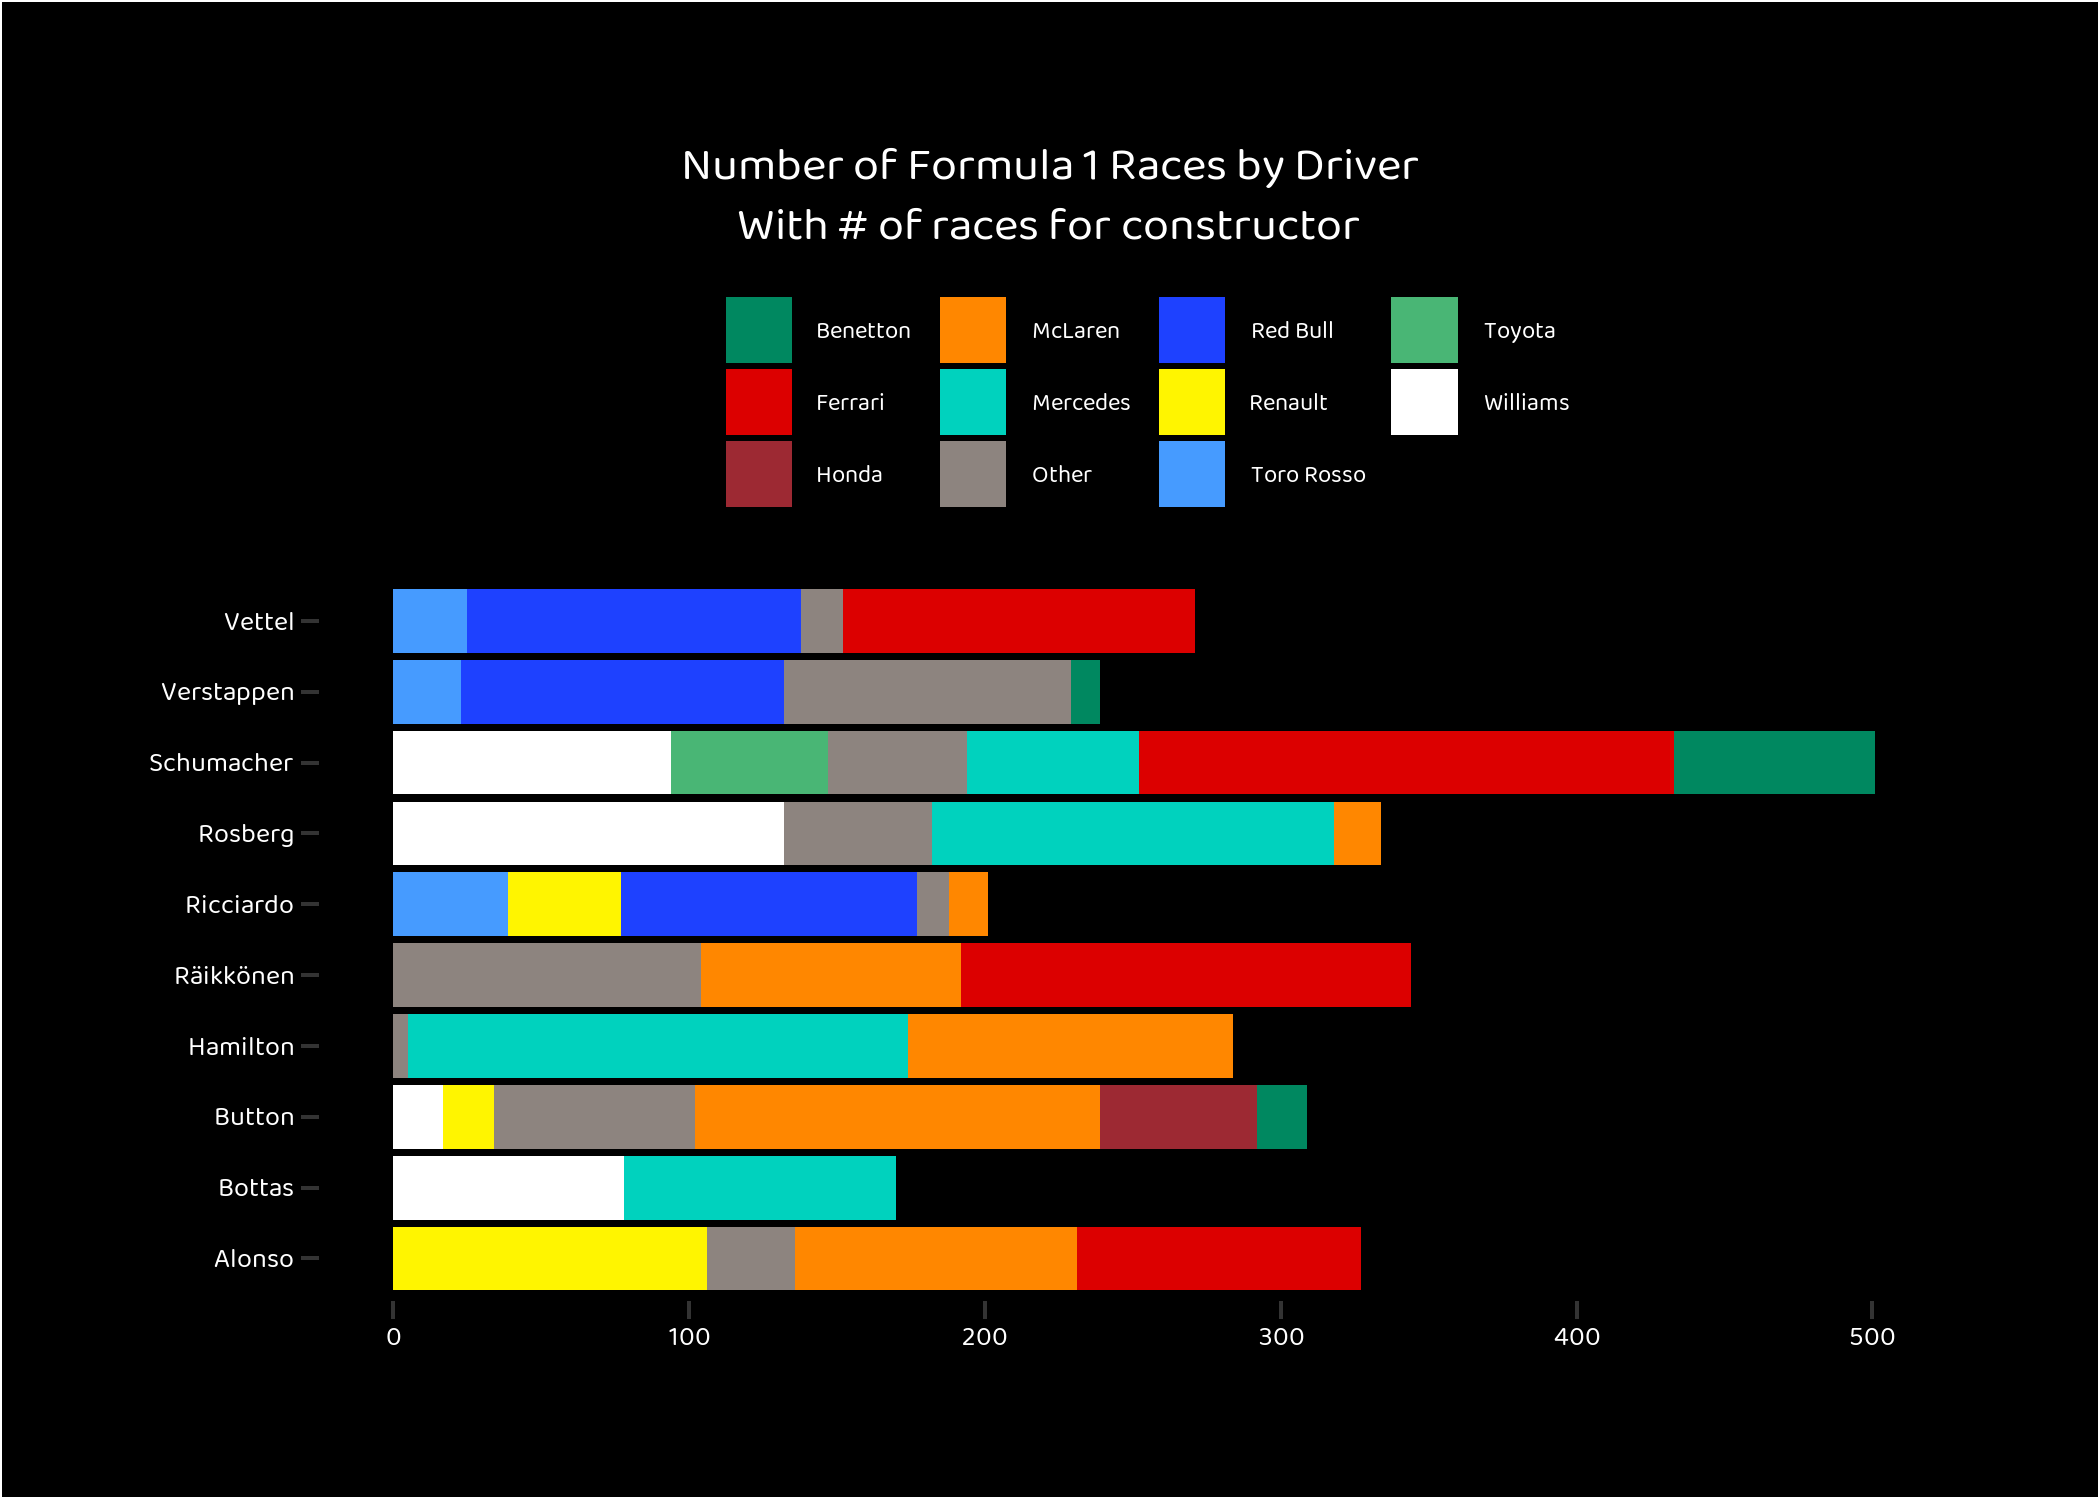 Number of Formula 1 Races by Driver
With # of races for constructor
Benetton McLaren Red Bull Toyota
Ferrari Mercedes Renault Williams
Honda Other Toro Rosso
Vettel
Verstappen
Schumacher
Rosberg
Ricciardo
Räikkönen
Hamilton
Button
Bottas
Alonso
0 100 200 300 400 500